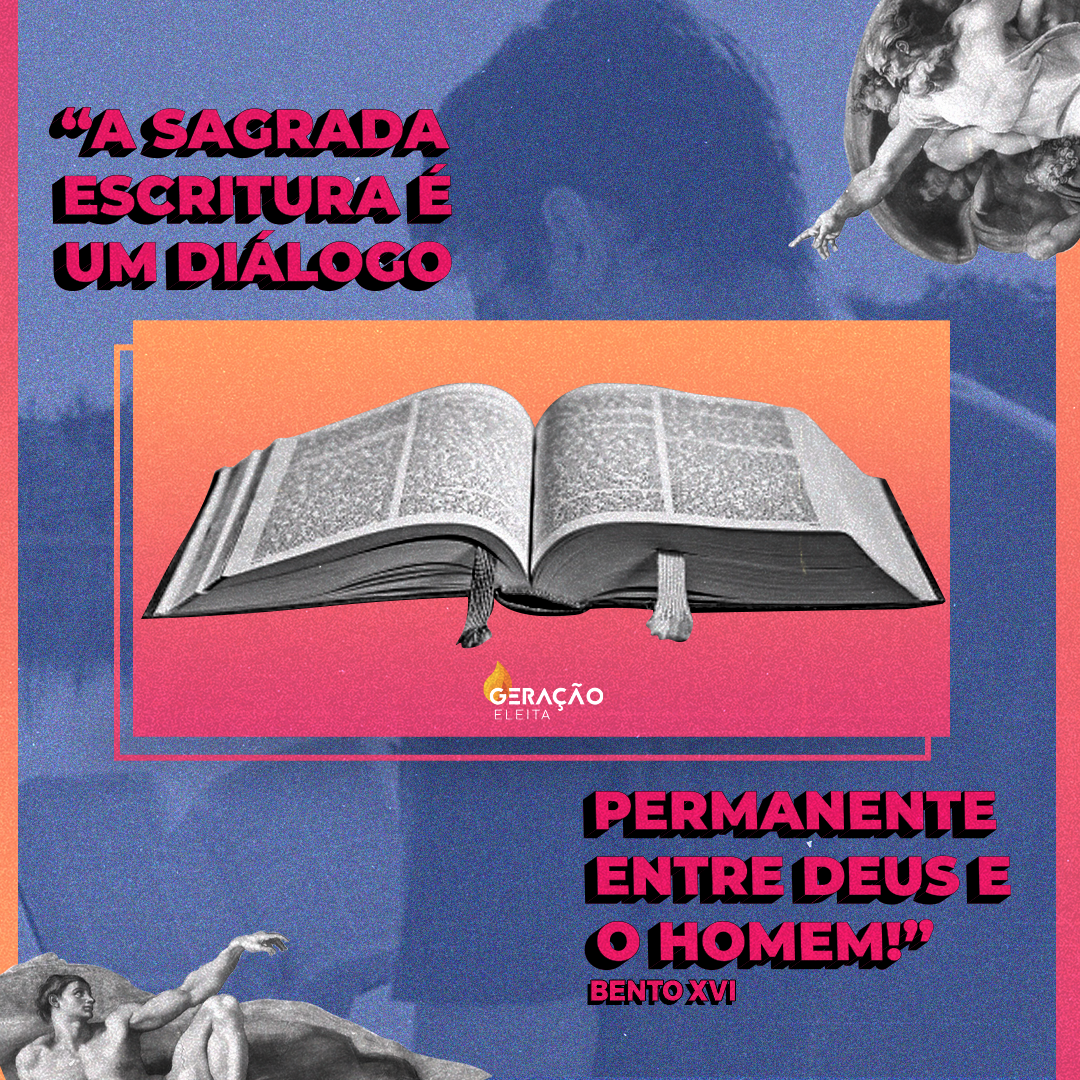 “A SAGRADA
ESCRITURA É
UM DIÁLOGO
GERAÇÃO
ELEITA
PERMANENTE
ENTRE DEUS E
O HOMEM!”
BENTO XVI